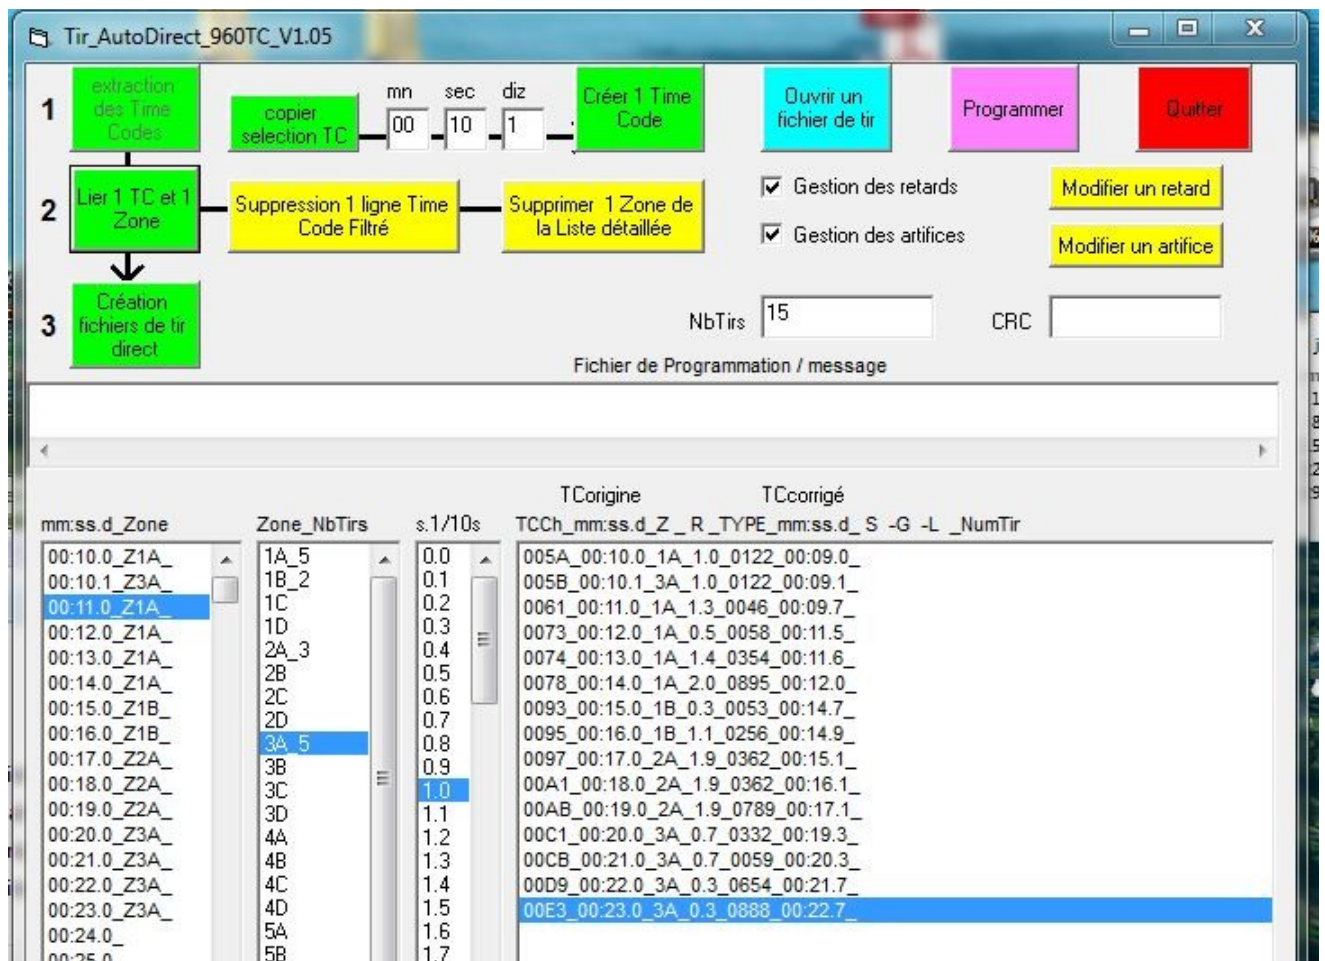 Tir_AutoDirect_960TC_V1.05
1
extraction
des Time
Codes
copier
selection TC
mn
sec
diz
00
10
1
Créer 1 Time
Code
Ouvrir un
fichier de tir
Programmer
Quitter
2
Lier 1 TC et 1
Zone
Suppression 1 ligne Time
Code Filtré
Supprimer 1 Zone de
la Liste détaillée
Gestion des retards
Gestion des artifices
Modifier un retard
Modifier un artifice
3
Création
fichiers de tir
direct
NbTirs
15
CRC
Fichier de Programmation / message
TCorigine
TCcorrigé
mm:ss.d_Zone
Zone_NbTirs
s.1/10s
TCCh_mm:ss.d_Z _ R _TYPE_mm:ss.d_ S -G -L _NumTir
00:10.0_Z1A_
00:10.1_Z3A_
00:11.0_Z1A_
00:12.0_Z1A_
00:13.0_Z1A_
00:14.0_Z1A_
00:15.0_Z1B_
00:16.0_Z1B_
00:17.0_Z2A_
00:18.0_Z2A_
00:19.0_Z2A_
00:20.0_Z3A_
00:21.0_Z3A_
00:22.0_Z3A_
00:23.0_Z3A_
00:24.0_
00:25.0
1A_5
1B_2
1C
1D
2A_3
2B
2C
2D
3A_5
3B
3C
3D
4A
4B
4C
4D
5A
5B
0.0
0.1
0.2
0.3
0.4
0.5
0.6
0.7
0.8
0.9
1.0
1.1
1.2
1.3
1.4
1.5
1.6
1.7
005A_00:10.0_1A_1.0_0122_00:09.0_
005B_00:10.1_3A_1.0_0122_00:09.1_
0061_00:11.0_1A_1.3_0046_00:09.7_
0073_00:12.0_1A_0.5_0058_00:11.5_
0074_00:13.0_1A_1.4_0354_00:11.6_
0078_00:14.0_1A_2.0_0895_00:12.0_
0093_00:15.0_1B_0.3_0053_00:14.7_
0095_00:16.0_1B_1.1_0256_00:14.9_
0097_00:17.0_2A_1.9_0362_00:15.1_
00A1_00:18.0_2A_1.9_0362_00:16.1_
00AB_00:19.0_2A_1.9_0789_00:17.1_
00C1_00:20.0_3A_0.7_0332_00:19.3_
00CB_00:21.0_3A_0.7_0059_00:20.3_
00D9_00:22.0_3A_0.3_0654_00:21.7_
00E3_00:23.0_3A_0.3_0888_00:22.7_